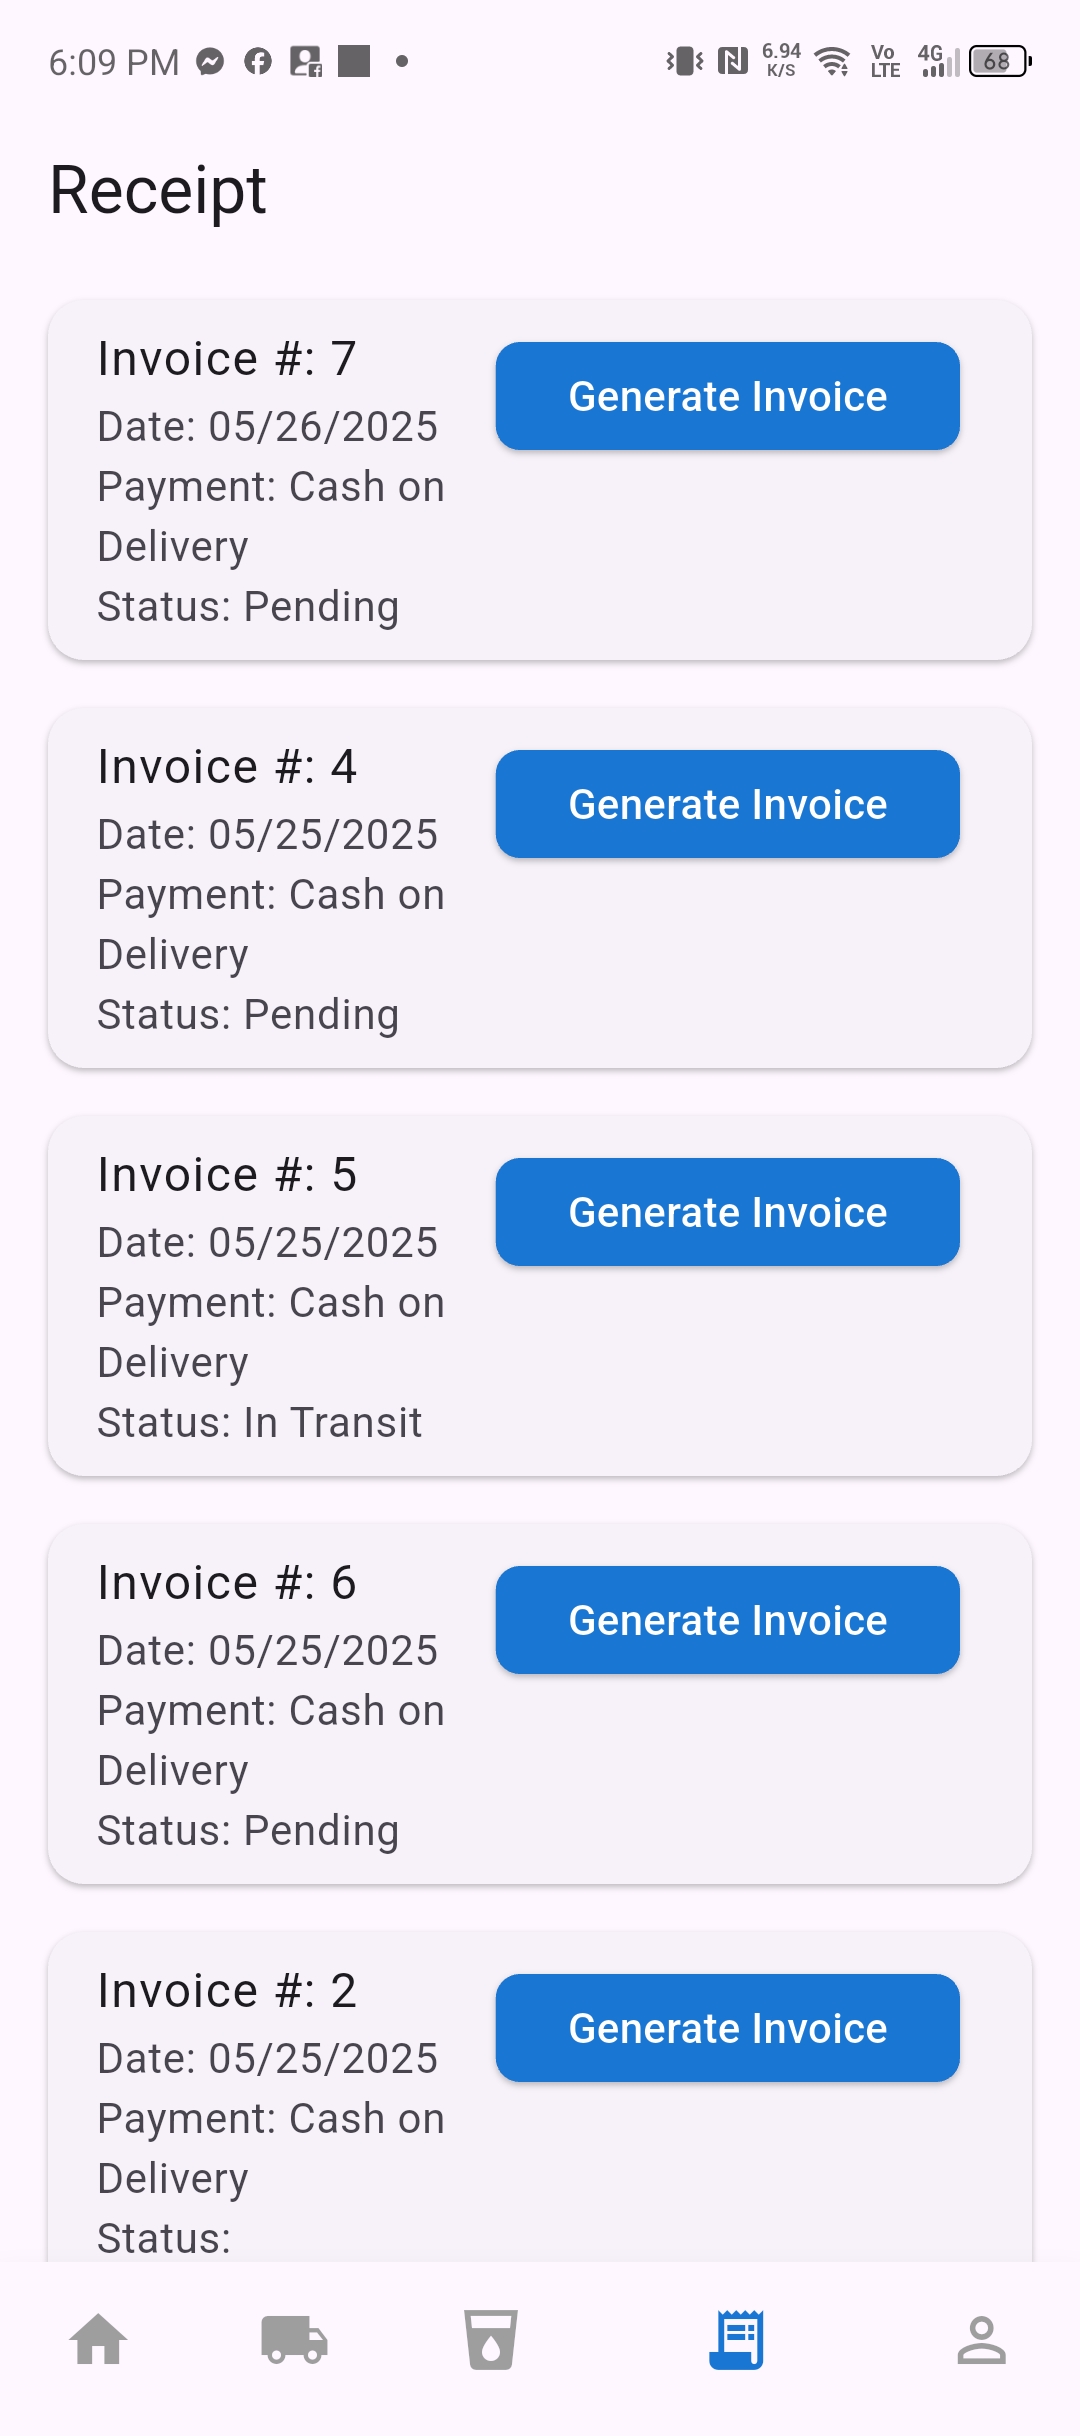 6:09 PM
6.94
K/S
Vo
LTE
4G
68
Receipt
Invoice #: 7
Generate Invoice
Date: 05/26/2025
Payment: Cash on
Delivery
Status: Pending
Invoice #: 4
Generate Invoice
Date: 05/25/2025
Payment: Cash on
Delivery
Status: Pending
Invoice #: 5
Generate Invoice
Date: 05/25/2025
Payment: Cash on
Delivery
Status: In Transit
Invoice #: 6
Generate Invoice
Date: 05/25/2025
Payment: Cash on
Delivery
Status: Pending
Invoice #: 2
Generate Invoice
Date: 05/25/2025
Payment: Cash on
Delivery
Status: